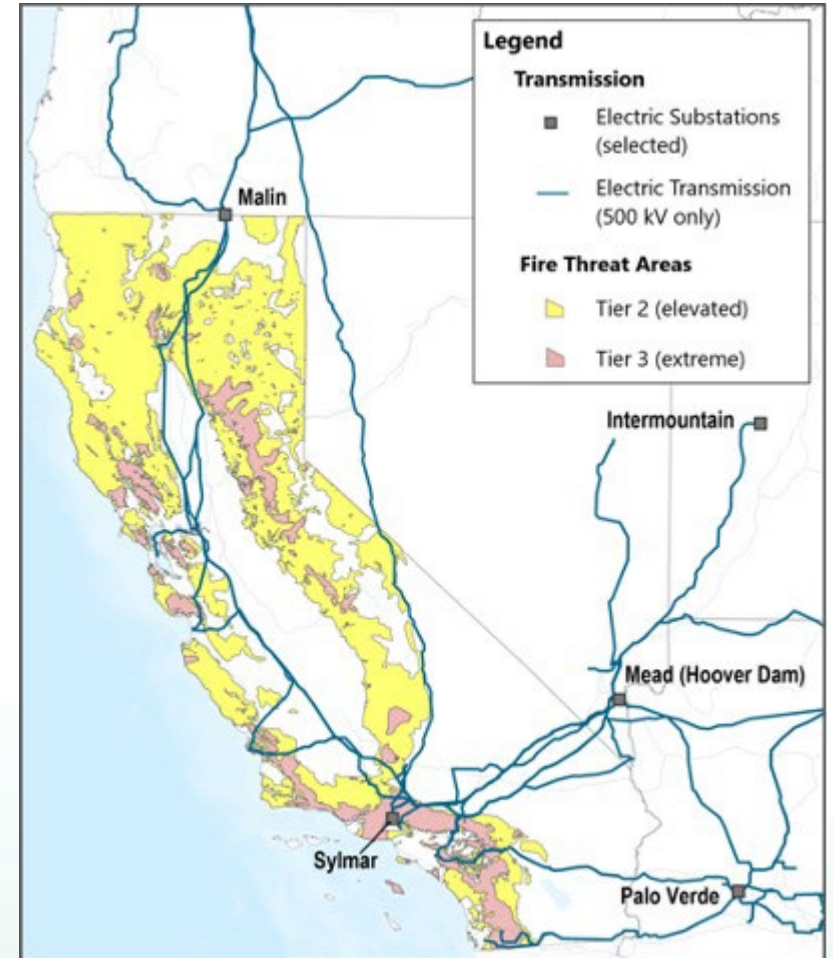 Legend
Transmission
Electric Substations
(selected)
Electric Transmission
(500 kV only)
Fire Threat Areas
Tier 2 (elevated)
Tier 3 (extreme)
Malin
Intermountain
Mead (Hoover Dam)
Sylmar
Palo Verde